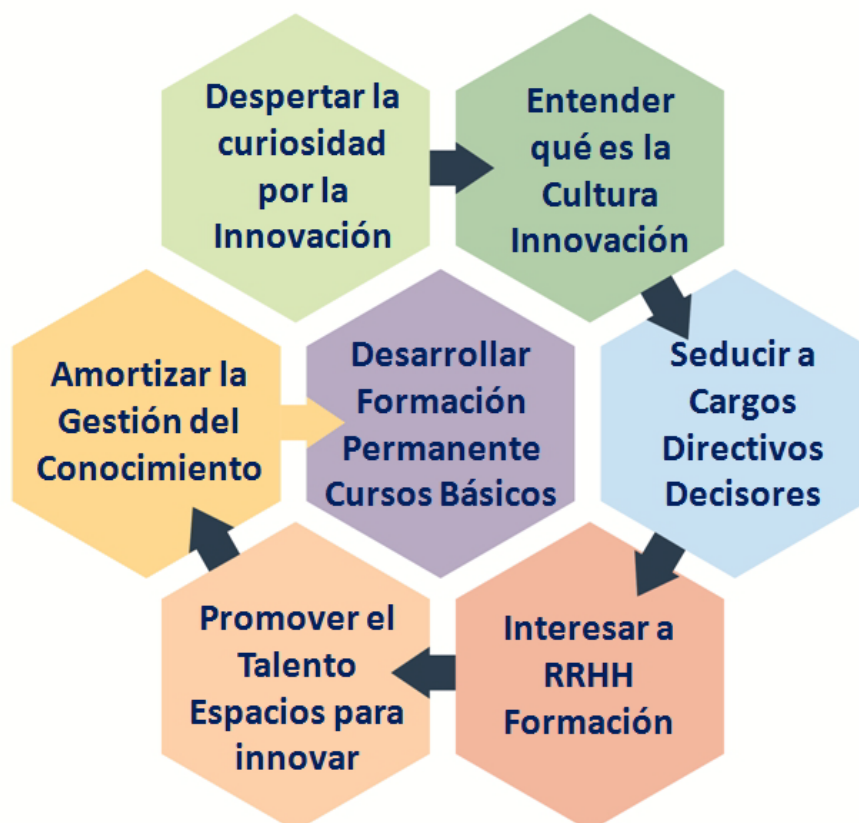 Despertar la
curiosidad
por la
Innovación
Entender
qué es la
Cultura
Innovación
Seducir a
Cargos
Directivos
Decisores
Interesar a
RRHH
Formación
Promover el
Talento
Espacios para
innovar
Amortizar la
Gestión del
Conocimiento
Desarrollar
Formación
Permanente
Cursos Básicos